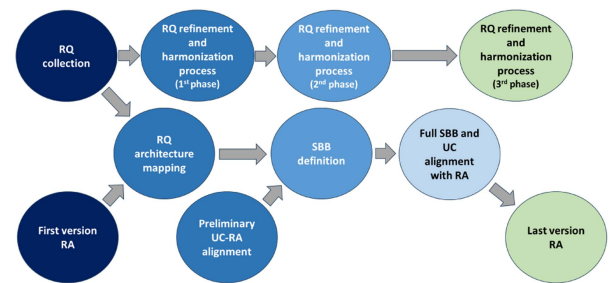 RQ
collection
RQ refinement
and
harmonization
process
(1st phase)
RQ refinement
and
harmonization
process
(2nd phase)
RQ refinement
and
harmonization
process
(3rd phase)
RQ
architecture
mapping
SBB
definition
Full SBB and
UC
alignment
with RA
First version
RA
Preliminary
UC-RA
alignment
Last version
RA